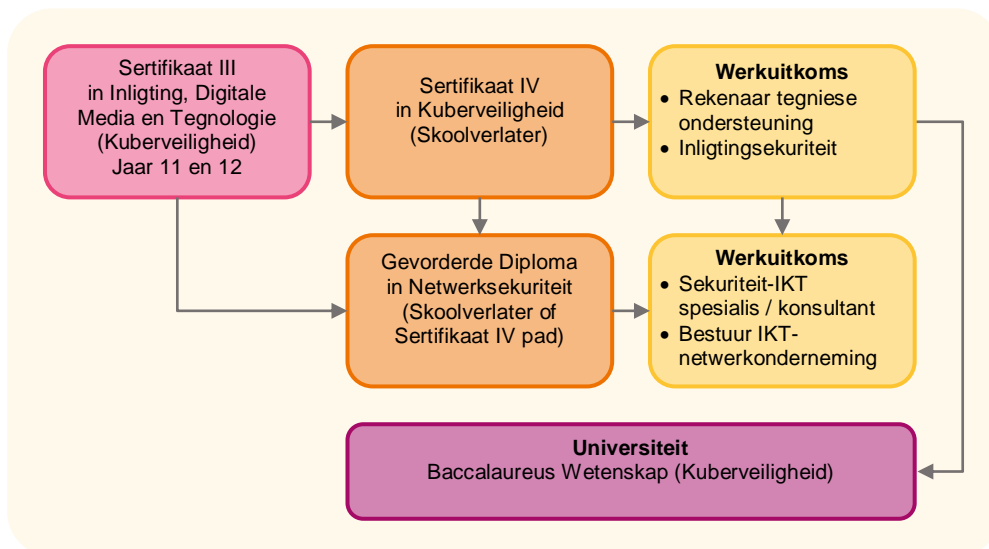 Sertifikaat III
in Inligting, Digitale
Media en Tegnologie
(Kuberveiligheid)
Jaar 11 en 12
Sertifikaat IV
in Kuberveiligheid
(Skoolverlater)
Werkuitkoms
• Rekenaar tegniese
ondersteuning
• Inligtingsekuriteit
Gevorderde Diploma
in Netwerksekuriteit
(Skoolverlater of
Sertifikaat IV pad)
Werkuitkoms
• Sekuriteit-IKT
spesialis / konsultant
• Bestuur IKT-
netwerkonderneming
Universiteit
Baccalaureus Wetenskap (Kuberveiligheid)